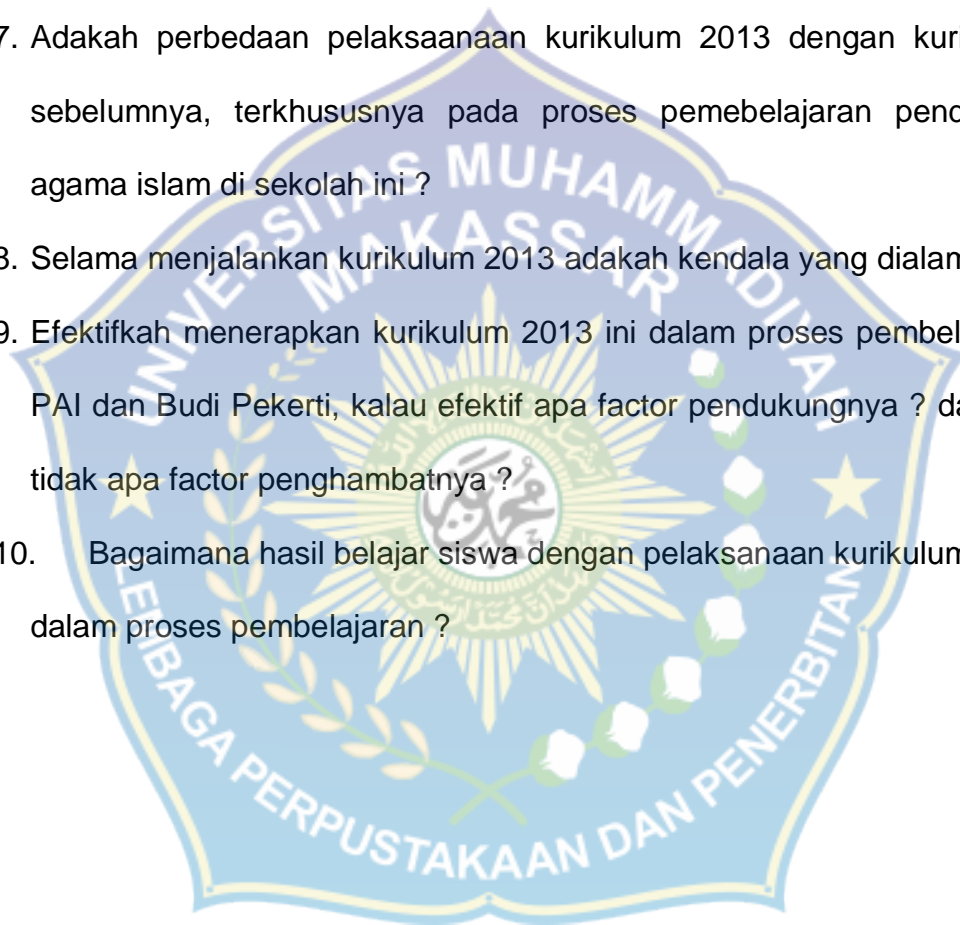 7. Adakah perbedaan pelaksaanaan kurikulum 2013 dengan kuri
sebelumnya, terkhususnya pada proses pemebelajaran pend
agama islam di sekolah ini ?
8. Selama menjalankan kurikulum 2013 adakah kendala yang dialam
9. Efektifkah menerapkan kurikulum 2013 ini dalam proses pembel
PAI dan Budi Pekerti, kalau efektif apa factor pendukungnya ? da
tidak apa factor penghambatnya ?
10. Bagaimana hasil belajar siswa dengan pelaksanaan kurikulum
dalam proses pembelajaran ?
UNIVERSITAS MUHAMMADIYAH
MAKASSAR
LEMBAGA PERPUSTAKAAN DAN PENERBITAN